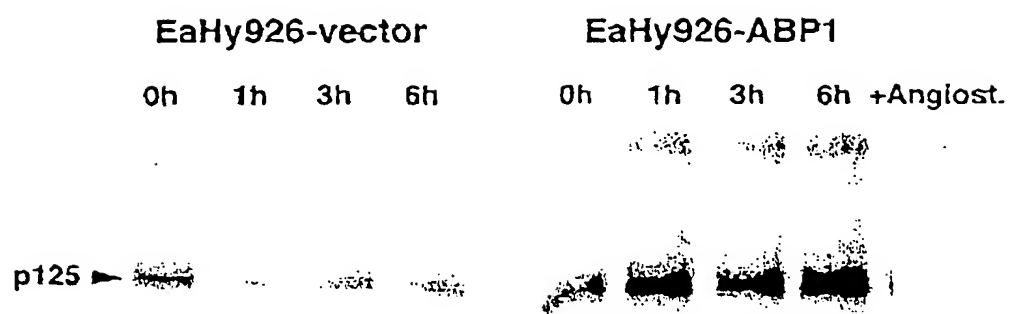 EaHy926-vector EaHy926-ABP1
0h 1h 3h 6h 0h 1h 3h 6h +Angiost.
p125